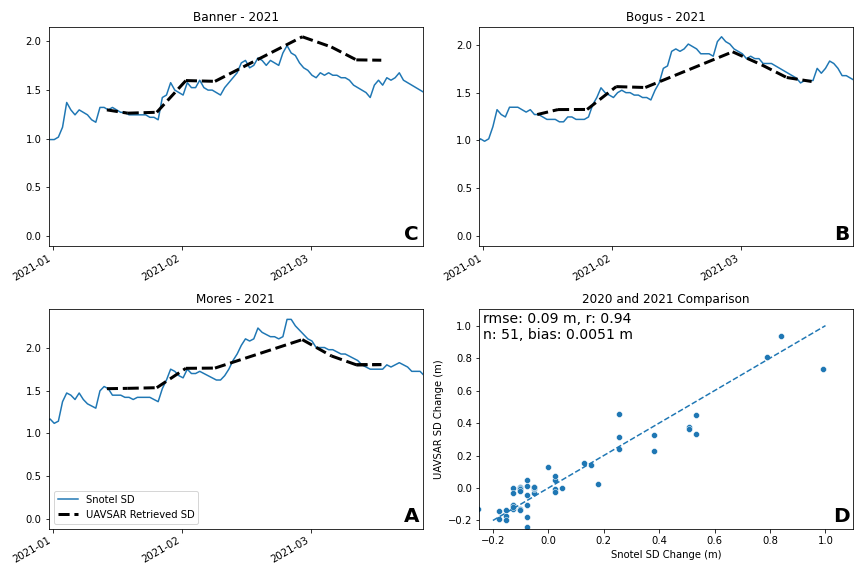 Banner - 2021
2.0
1.5
1.0
0.5
0.0
2021-01
2021-02
2021-03
C
Bogus - 2021
2.0
1.5
1.0
0.5
0.0
2021-01
2021-02
2021-03
B
Mores - 2021
2.0
1.5
1.0
0.5
0.0
Snotel SD
UAVSAR Retrieved SD
2021-01
2021-02
2021-03
A
2020 and 2021 Comparison
rmse: 0.09 m, r: 0.94
n: 51, bias: 0.0051 m
UAVSAR SD Change (m)
1.0
0.8
0.6
0.4
0.2
0.0
−0.2
−0.2
0.0
0.2
0.4
0.6
0.8
1.0
D
Snotel SD Change (m)